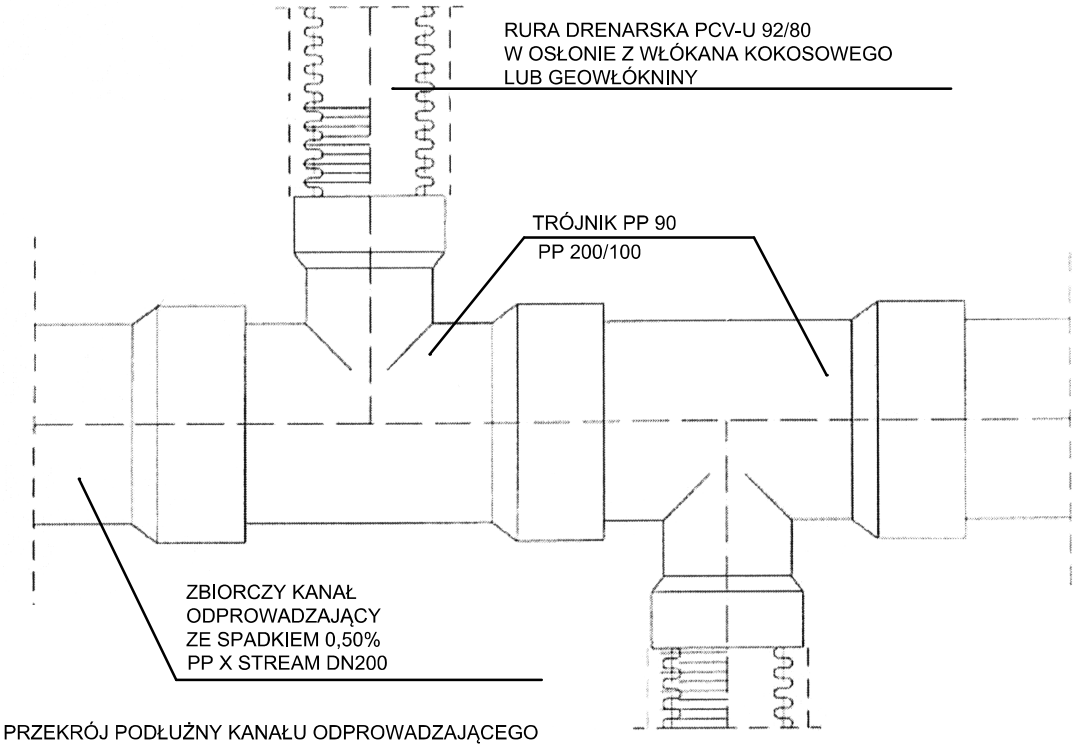 RURA DRENARSKA PCV-U 92/80
W OSŁONIE Z WŁÓKANA KOKOSOWEGO
LUB GEOWŁÓKNINY
TRÓJNIK PP 90
PP 200/100
ZBIORCZY KANAŁ
ODPROWADZAJĄCY
ZE SPADKIEM 0,50%
PP X STREAM DN200
PRZEKRÓJ PODŁUŻNY KANAŁU ODPROWADZAJĄCEGO